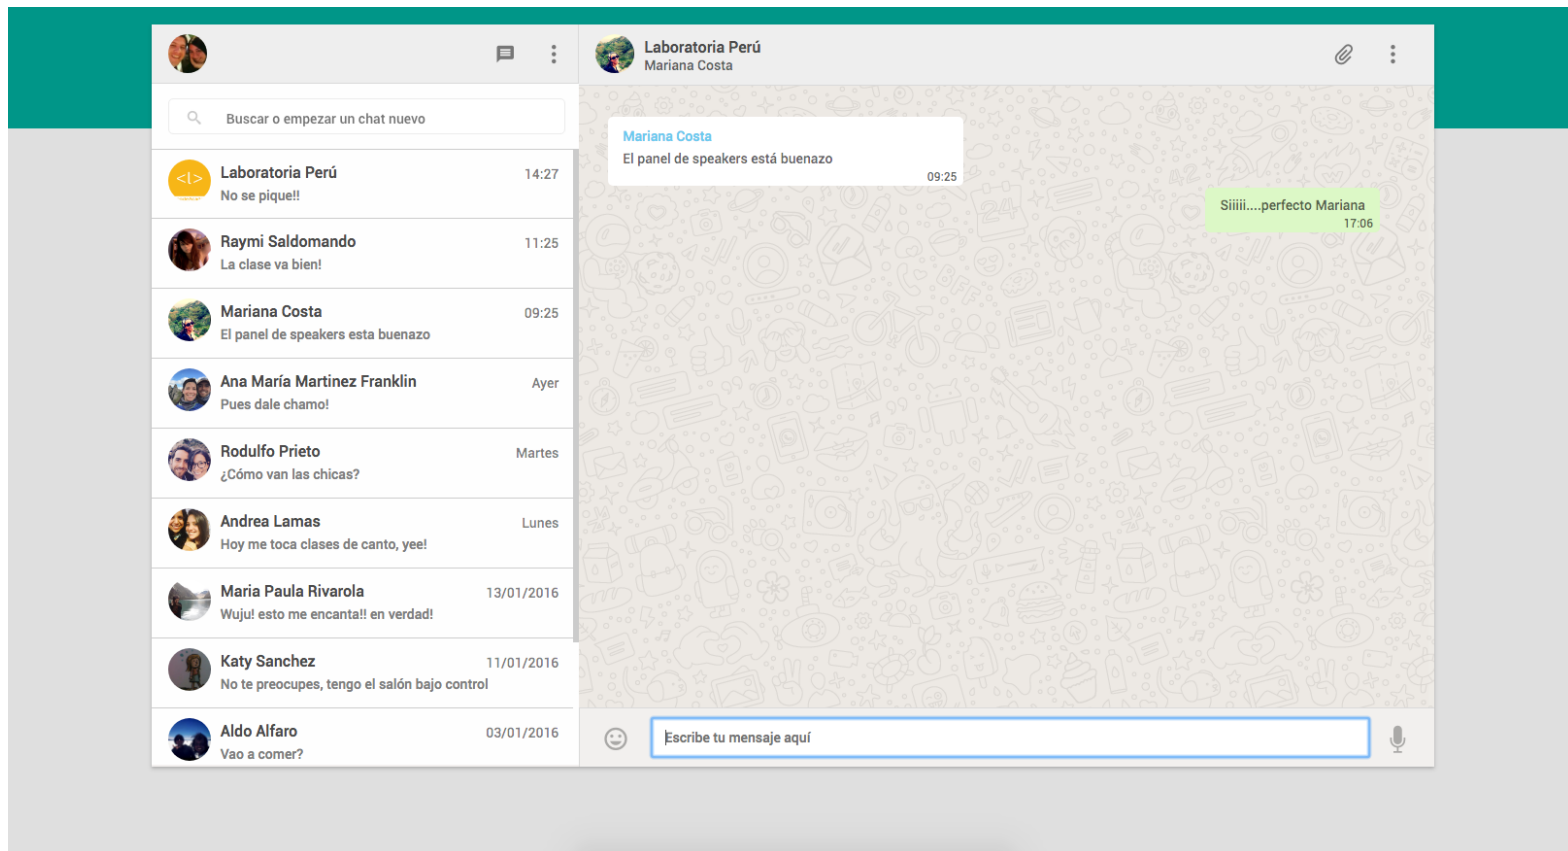 Buscar o empezar un chat nuevo
<l>
Laboratoria Perú 14:27
No se pique!!
Raymi Saldomando 11:25
La clase va bien!
Mariana Costa 09:25
El panel de speakers esta buenazo
Ana María Martinez Franklin Ayer
Pues dale chamo!
Rodulfo Prieto Martes
¿Cómo van las chicas?
Andrea Lamas Lunes
Hoy me toca clases de canto, yee!
Maria Paula Rivarola 13/01/2016
Wuju! esto me encanta!! en verdad!
Katy Sanchez 11/01/2016
No te preocupes, tengo el salón bajo control
Aldo Alfaro 03/01/2016
Vao a comer?
Laboratoria Perú
Mariana Costa
Mariana Costa
El panel de speakers está buenazo
09:25
Siiiii....perfecto Mariana
17:06
Escribe tu mensaje aquí